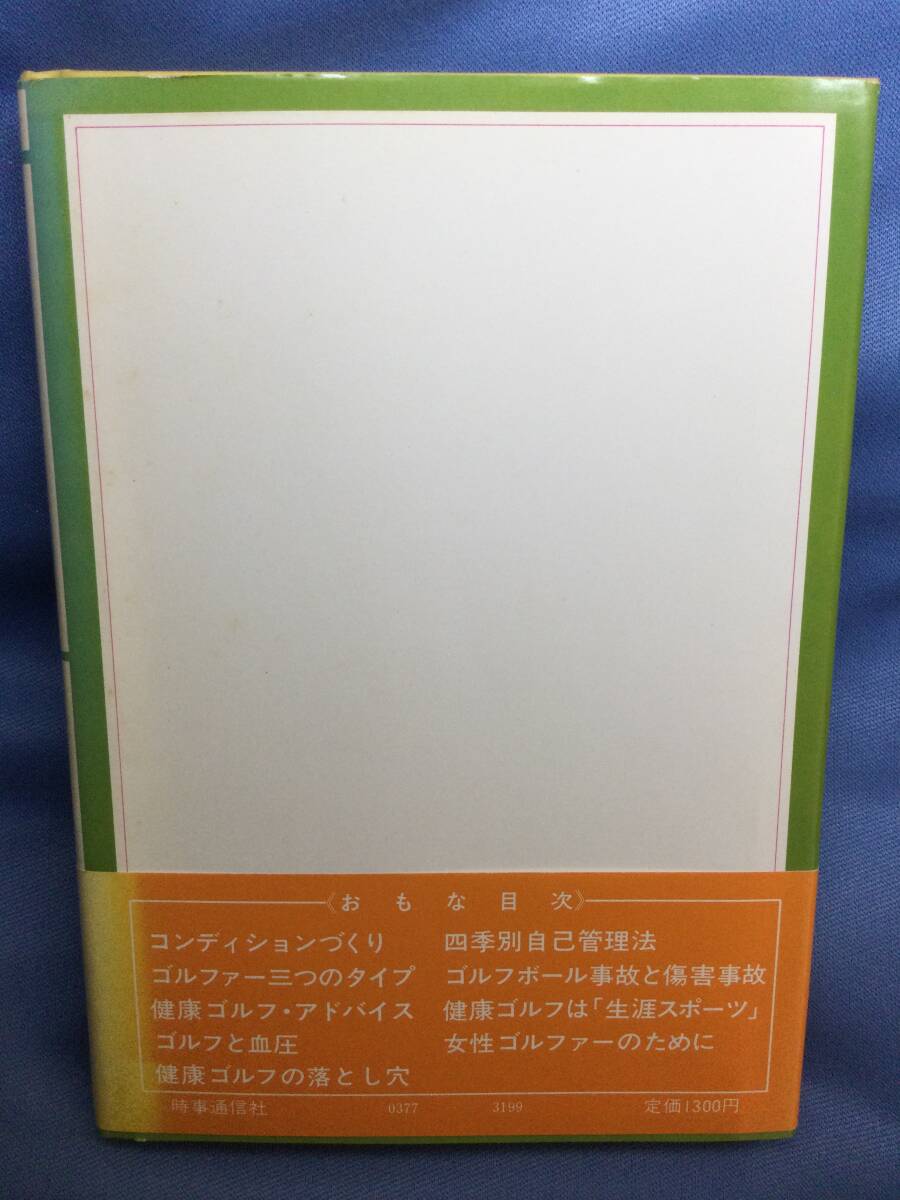 《おもな目次》
コンディションづくり
ゴルファー三つのタイプ
健康ゴルフ・アドバイス
ゴルフと血圧
健康ゴルフの落とし穴
四季別自己管理法
ゴルフボール事故と傷害事故
健康ゴルフは「生涯スポーツ」
女性ゴルファーのために
時事通信社 0377 3199 定価1300円